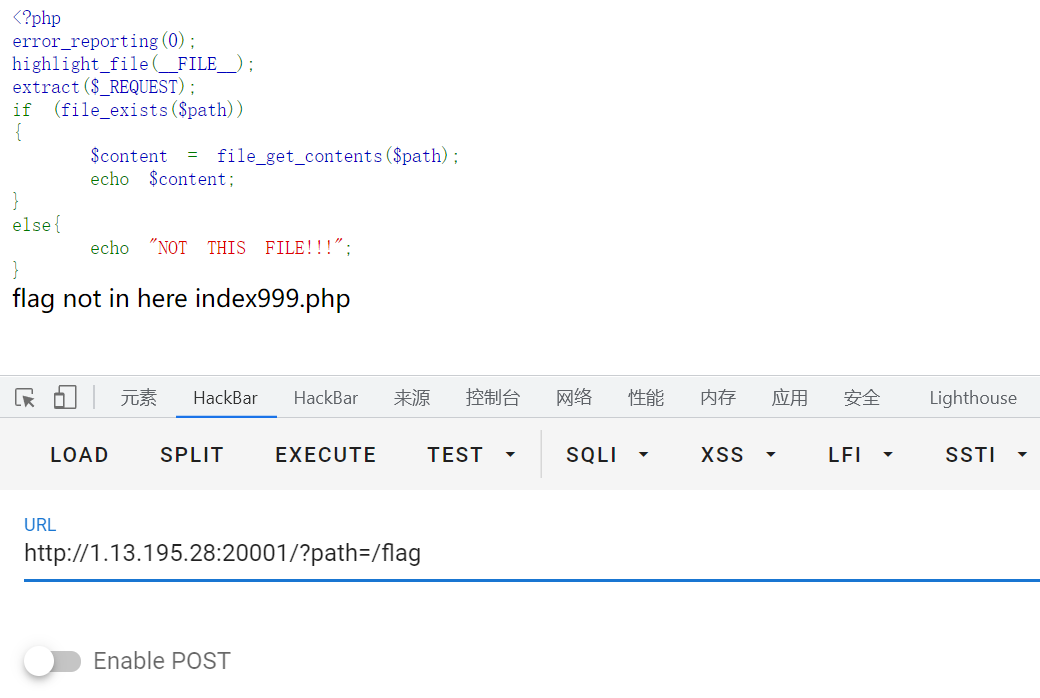 <?php
error_reporting(0);
highlight_file(__FILE__);
extract($_REQUEST);
if (file_exists($path))
{
$content = file_get_contents($path);
echo $content;
}
else{
echo "NOT THIS FILE!!!";
}
flag not in here index999.php
元素 HackBar HackBar 来源 控制台 网络 性能 内存 应用 安全 Lighthouse
LOAD SPLIT EXECUTE TEST SQLI XSS LFI SSTI
URL
http://1.13.195.28:20001/?path=/flag
Enable POST